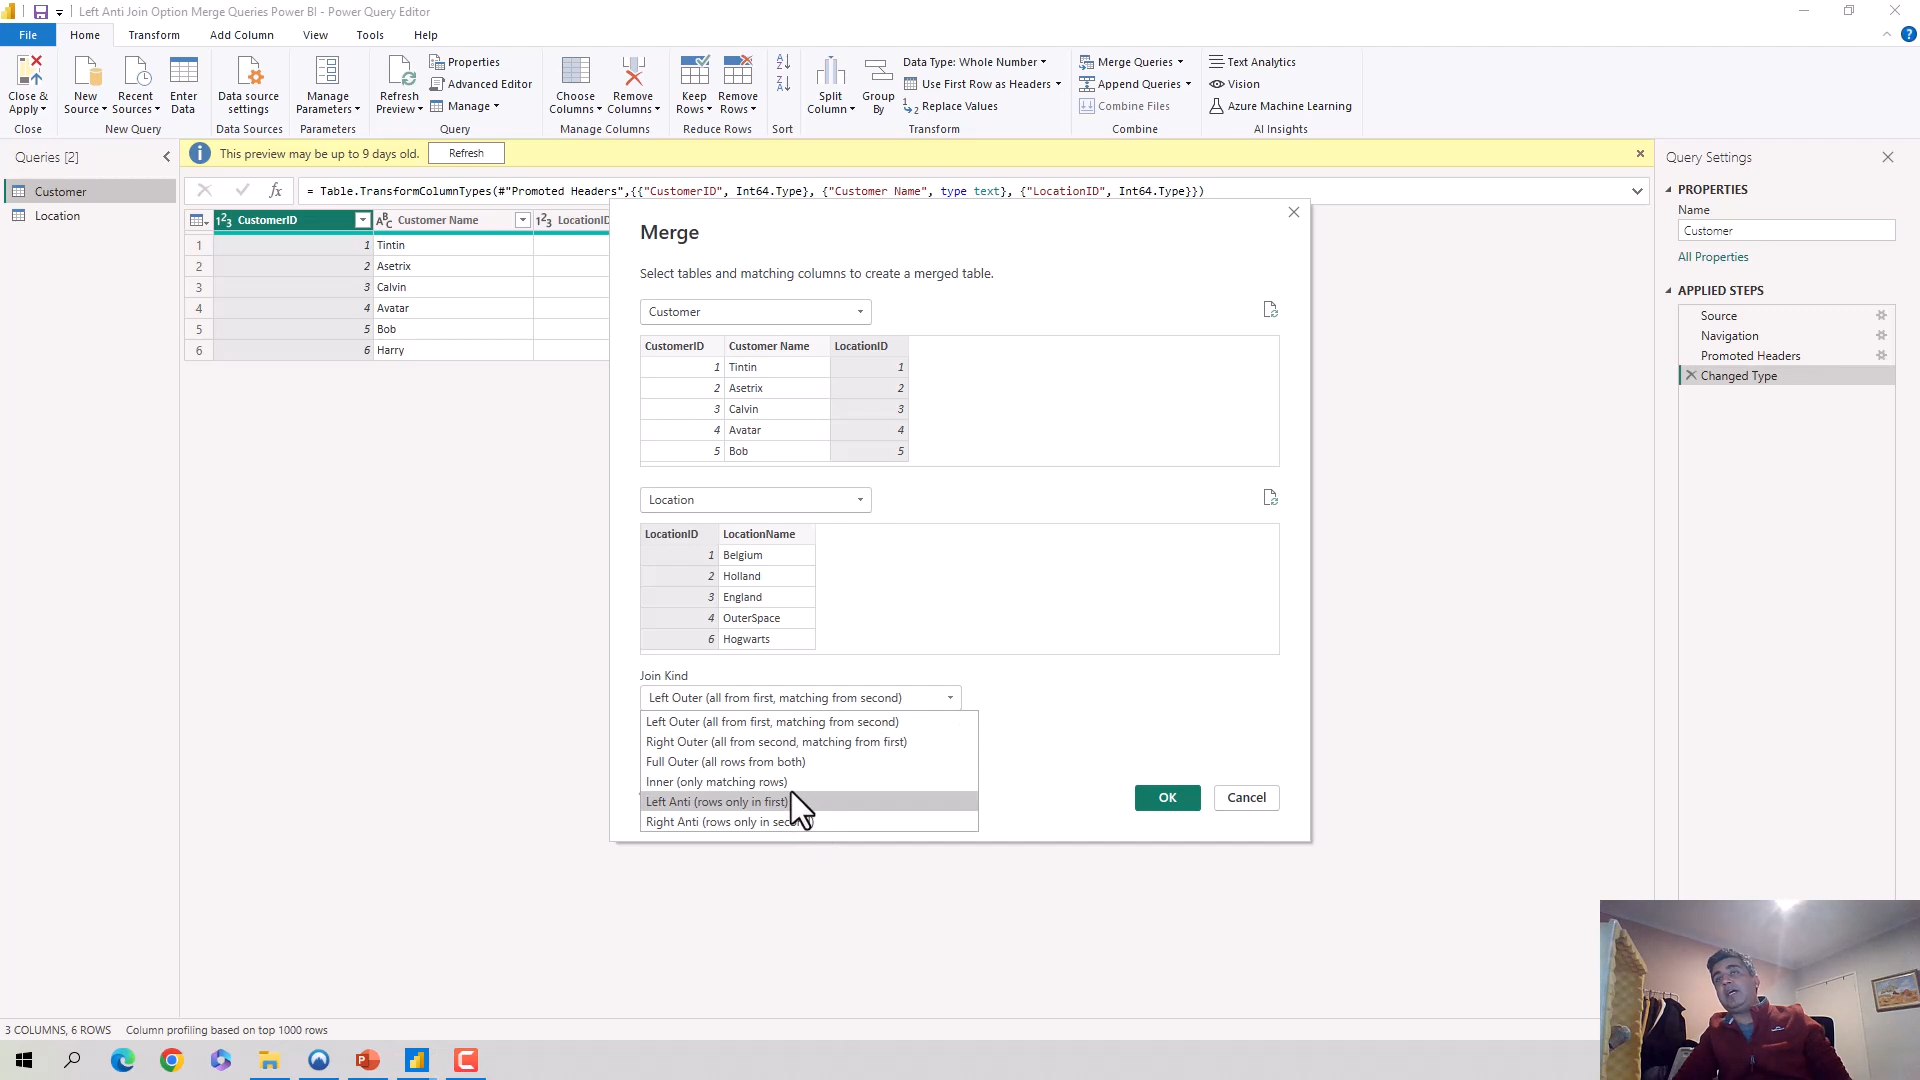 Left Anti Join Option Merge Queries Power BI - Power Query Editor
File Home Transform Add Column View Tools Help
Close & Apply
New Source
Recent Sources
Enter Data
Data source settings
Manage Parameters
Refresh Preview
Properties
Advanced Editor
Manage
Choose Columns
Remove Columns
Keep Rows
Remove Rows
Split Column
Group By
Data Type: Whole Number
Use First Row as Headers
Replace Values
Merge Queries
Append Queries
Combine Files
Text Analytics
Vision
Azure Machine Learning
Close New Query Data Sources Parameters Query Manage Columns Reduce Rows Sort Transform Combine AI Insights
Queries [2]
Customer
Location
This preview may be up to 9 days old. Refresh
= Table.TransformColumnTypes(#"Promoted Headers",{{"CustomerID", Int64.Type}, {"Customer Name", type text}, {"LocationID", Int64.Type}})
CustomerID Customer Name LocationID
1 1 Tintin
2 2 Asetrix
3 3 Calvin
4 4 Avatar
5 5 Bob
6 6 Harry
Merge
Select tables and matching columns to create a merged table.
Customer
CustomerID Customer Name LocationID
1 Tintin 1
2 Asetrix 2
3 Calvin 3
4 Avatar 4
5 Bob 5
Location
LocationID LocationName
1 Belgium
2 Holland
3 England
4 OuterSpace
6 Hogwarts
Join Kind
Left Outer (all from first, matching from second)
Left Outer (all from first, matching from second)
Right Outer (all from second, matching from first)
Full Outer (all rows from both)
Inner (only matching rows)
Left Anti (rows only in first)
Right Anti (rows only in
OK Cancel
Query Settings
PROPERTIES
Name
Customer
All Properties
APPLIED STEPS
Source
Navigation
Promoted Headers
Changed Type
3 COLUMNS, 6 ROWS Column profiling based on top 1000 rows